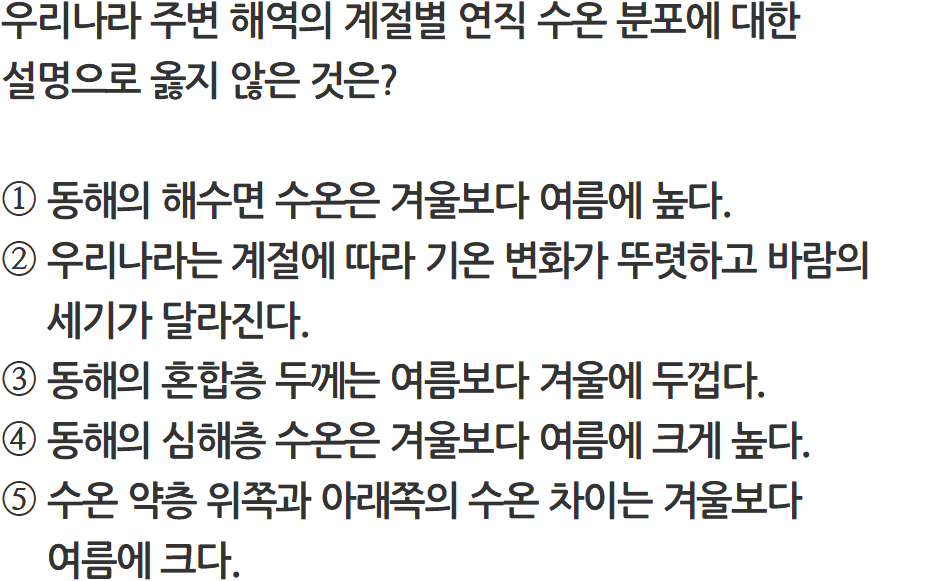 우리나라 주변 해역의 계절별 연직 수온 분포에 대한
설명으로 옳지 않은 것은?
① 동해의 해수면 수온은 겨울보다 여름에 높다.
② 우리나라는 계절에 따라 기온 변화가 뚜렷하고 바람의
세기가 달라진다.
③ 동해의 혼합층 두께는 여름보다 겨울에 두껍다.
④ 동해의 심해층 수온은 겨울보다 여름에 크게 높다.
⑤ 수온 약층 위쪽과 아래쪽의 수온 차이는 겨울보다
여름에 크다.